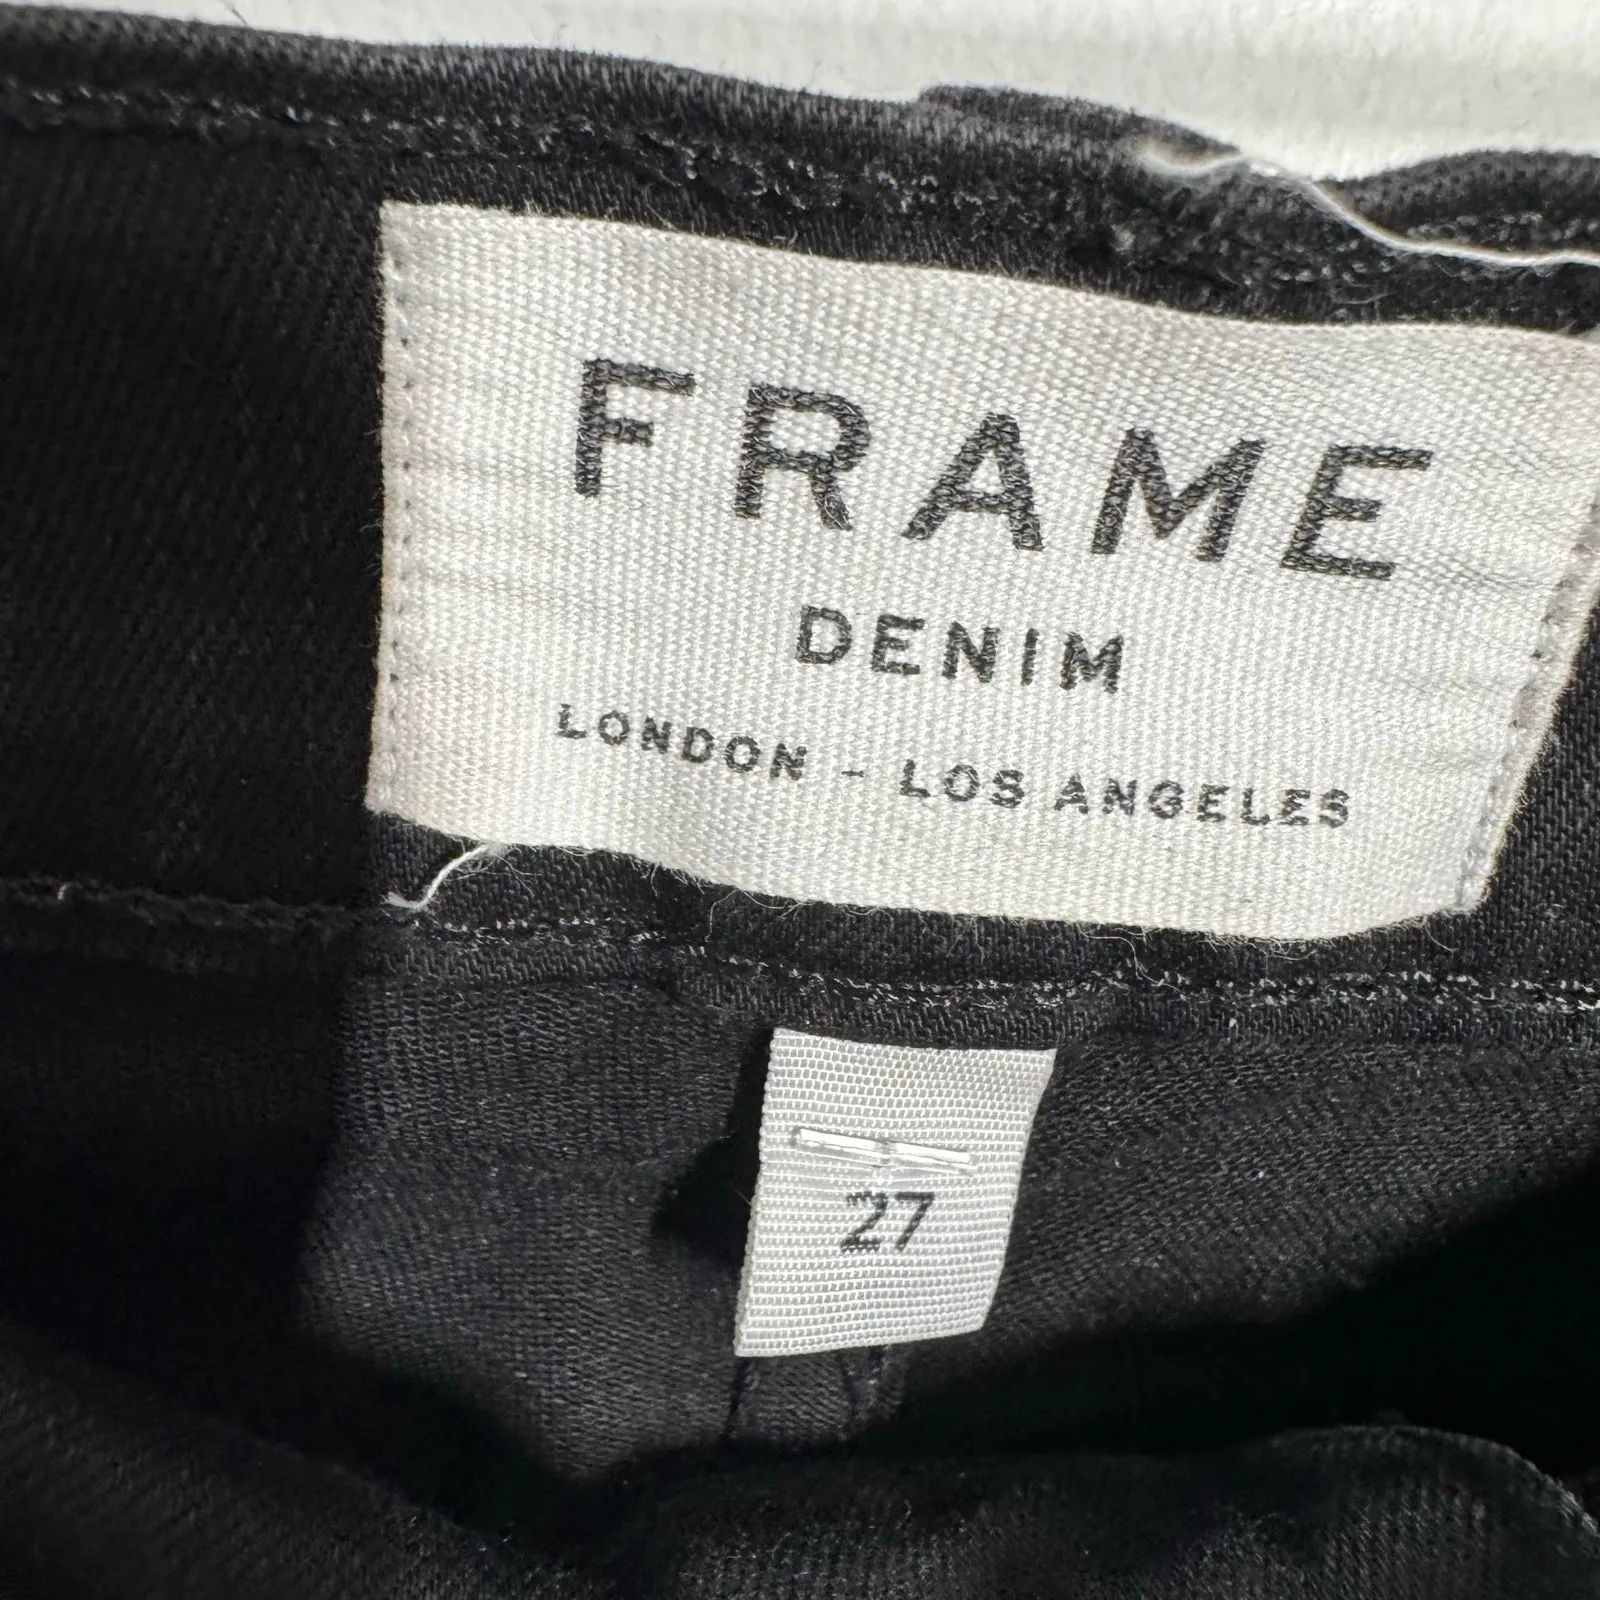 FRAME
DENIM
LONDON - LOS ANGELES
27